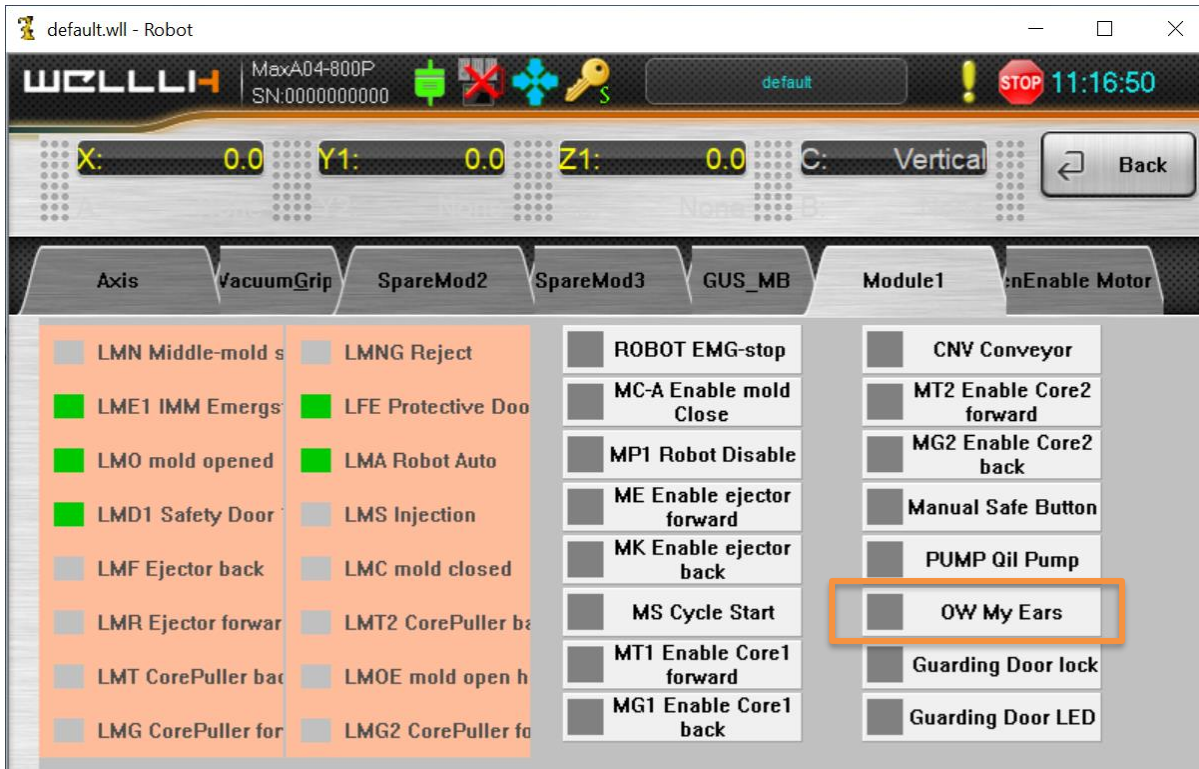 default.wll - Robot
WELLLIH
MaxA04-800P
SN:0000000000
S
default
STOP
11:16:50
X: 0.0
Y1: 0.0
Z1: 0.0
C: Vertical
Back
None
None
B:
Axis
VacuumGrip
SpareMod2
SpareMod3
GUS_MB
Module1
enEnable Motor
LMN Middle-mold s
LME1 IMM Emergs
LMO mold opened
LMD1 Safety Door
LMF Ejector back
LMR Ejector forwar
LMT CorePuller bac
LMG CorePuller for
LMNG Reject
LFE Protective Doo
LMA Robot Auto
LMS Injection
LMC mold closed
LMT2 CorePuller ba
LMOE mold open h
LMG2 CorePuller fo
ROBOT EMG-stop
MC-A Enable mold
Close
MP1 Robot Disable
ME Enable ejector
forward
MK Enable ejector
back
MS Cycle Start
MT1 Enable Core1
forward
MG1 Enable Core1
back
CNV Conveyor
MT2 Enable Core2
forward
MG2 Enable Core2
back
Manual Safe Button
PUMP Qil Pump
OW My Ears
Guarding Door lock
Guarding Door LED